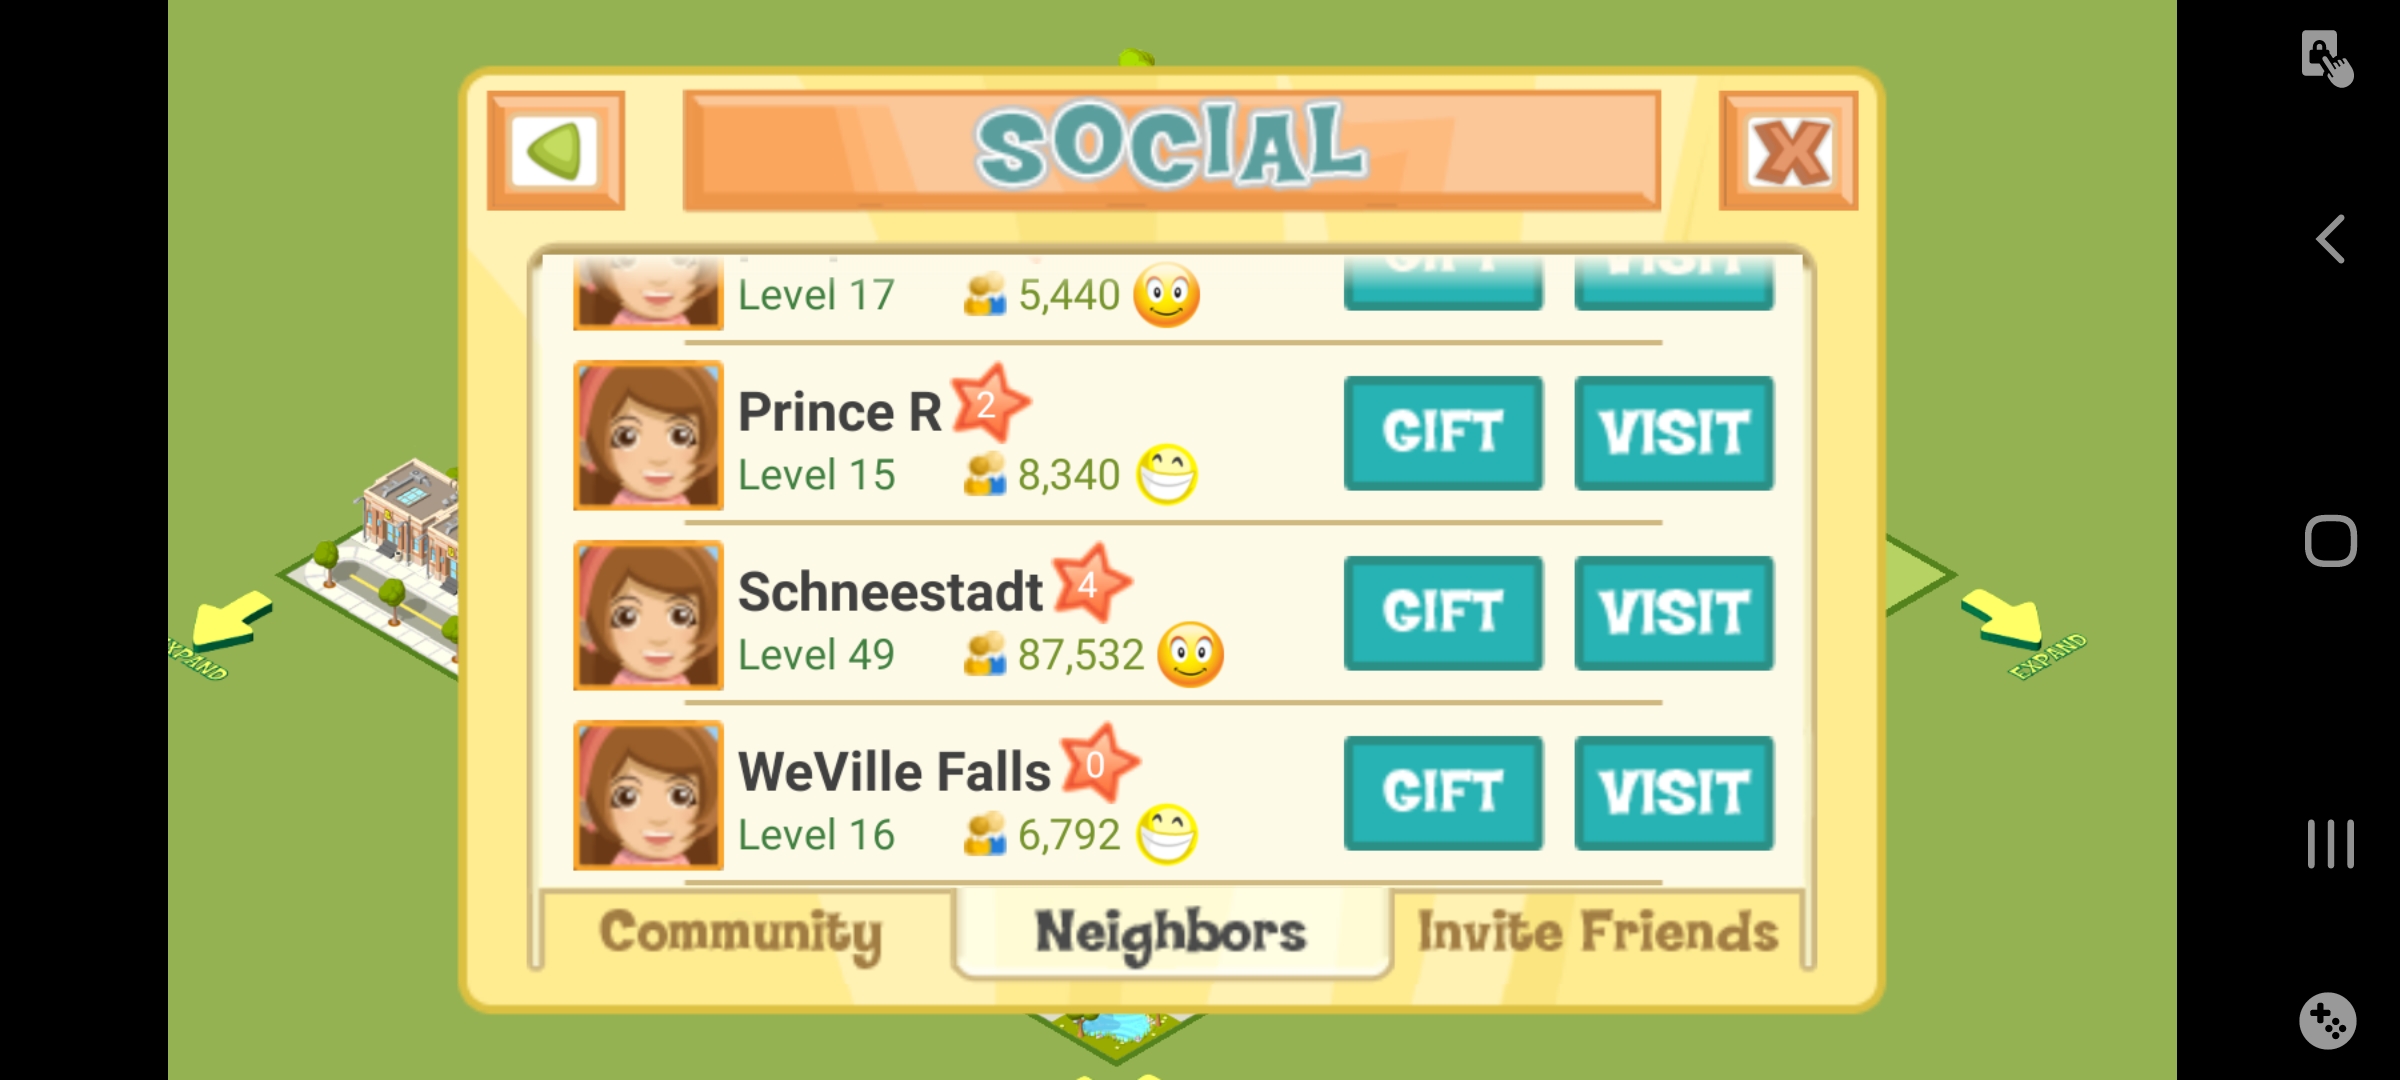 SOCIAL
Level 17 5,440
Prince R 2
Level 15 8,340
GIFT VISIT
Schneestadt 4
Level 49 87,532
GIFT VISIT
WeVille Falls 0
Level 16 6,792
GIFT VISIT
Community Neighbors Invite Friends
EXPAND